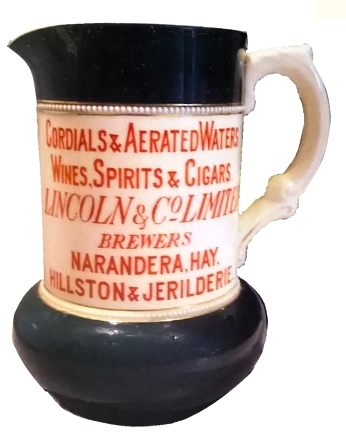 CORDIALS & AERATED WATERS
WINES, SPIRITS & CIGARS
LINCOLN & Co LIMITED
BREWERS
NARANDERA, HAY,
HILLSTON & JERILDERIE.